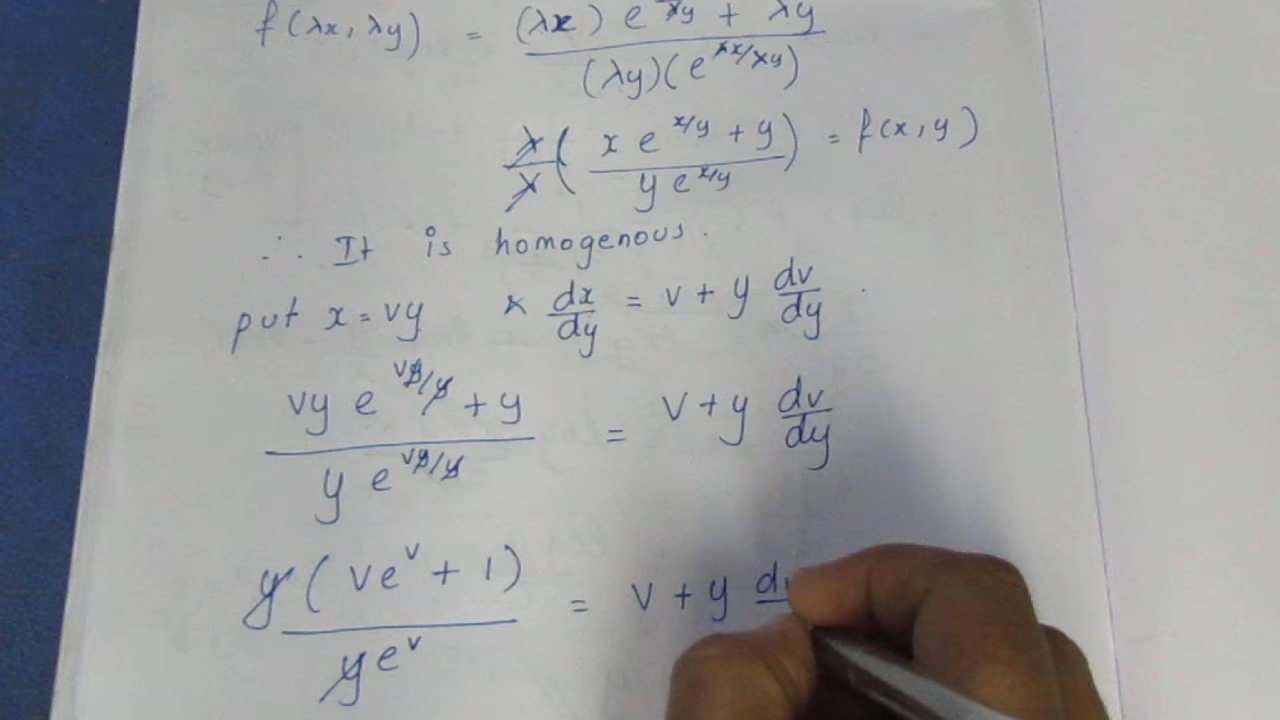 f(λx, λy) = (λx) e^(λx/λy) + λy / (λy)(e^(λx/λy))
λ/λ ( x e^(x/y) + y / y e^(x/y) ) = f(x, y)
∴ It is homogenous.
put x = vy × dx/dy = v + y dv/dy .
vy e^(vy/y) + y / y e^(vy/y) = v + y dv/dy
y ( ve^v + 1 ) / ye^v = v + y